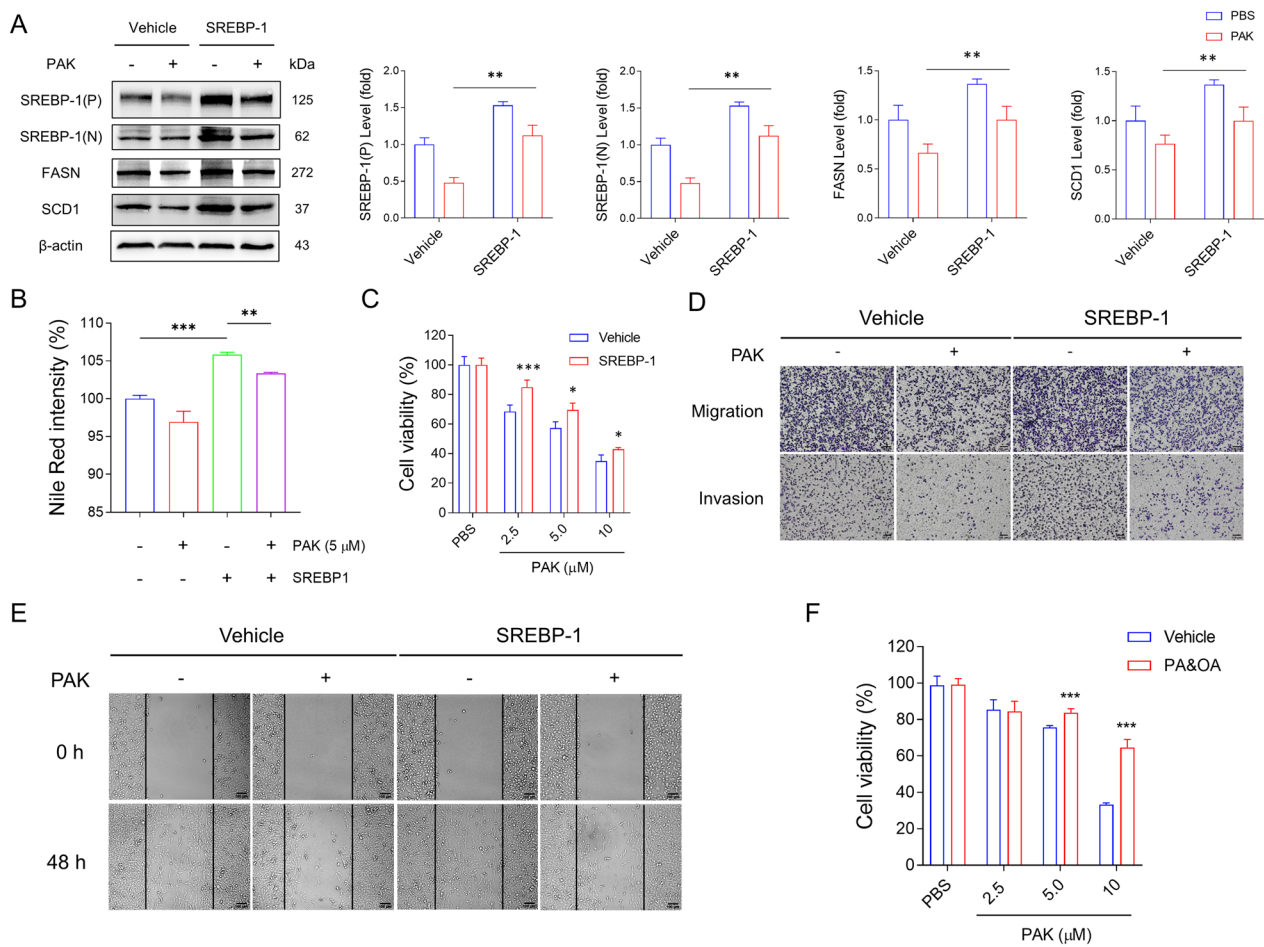 A
Vehicle SREBP-1
PAK - + - + kDa
SREBP-1(P) 125
SREBP-1(N) 62
FASN 272
SCD1 37
β-actin 43
PBS
PAK
SREBP-1(P) Level (fold)
2.0
1.5
1.0
0.5
0.0
**
Vehicle
SREBP-1
SREBP-1(N) Level (fold)
2.0
1.5
1.0
0.5
0.0
**
Vehicle
SREBP-1
FASN Level (fold)
1.5
1.0
0.5
0.0
**
Vehicle
SREBP-1
SCD1 Level (fold)
1.5
1.0
0.5
0.0
**
Vehicle
SREBP-1
B
Nile Red intensity (%)
110
105
100
95
90
85
***
**
- + - + PAK (5 μM)
- - + + SREBP1
C
Cell viability (%)
120
100
80
60
40
20
0
Vehicle
SREBP-1
***
*
*
PBS
2.5
5.0
10
PAK (μM)
D
Vehicle SREBP-1
PAK - + - +
Migration
Invasion
E
Vehicle SREBP-1
PAK - + - +
0 h
48 h
F
Cell viability (%)
120
100
80
60
40
20
0
Vehicle
PA&OA
***
***
PBS
2.5
5.0
10
PAK (μM)